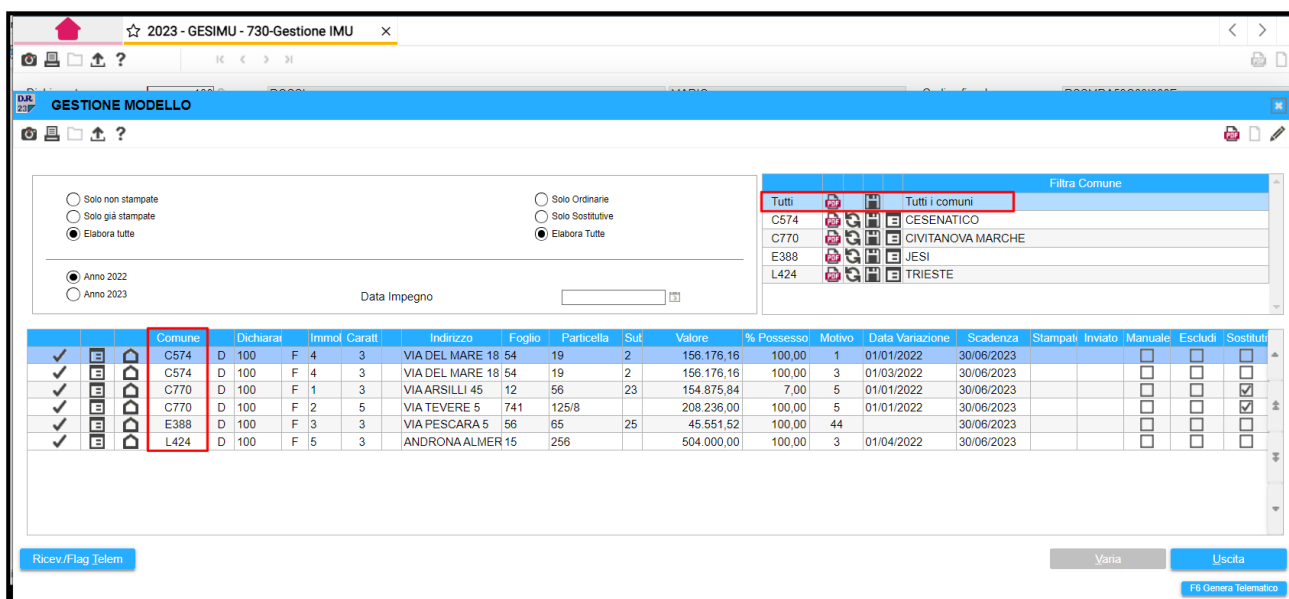 2023 - GESIMU - 730-Gestione IMU ×
?
D.R. 23 GESTIONE MODELLO
?
Filtra Comune
Tutti PDF Tutti i comuni
C574 PDF CESENATICO
C770 PDF CIVITANOVA MARCHE
E388 PDF JESI
L424 PDF TRIESTE
Solo non stampate
Solo già stampate
Elabora tutte
Solo Ordinarie
Solo Sostitutive
Elabora Tutte
Anno 2022
Anno 2023
Data Impegno
Comune Dichiara Immol Caratt Indirizzo Foglio Particella Sub Valore % Possesso Motivo Data Variazione Scadenza Stampat Inviato Manuale Escludi Sostituti
C574 D 100 F 4 3 VIA DEL MARE 18 54 19 2 156.176,16 100,00 1 01/01/2022 30/06/2023
C574 D 100 F 4 3 VIA DEL MARE 18 54 19 2 156.176,16 100,00 3 01/03/2022 30/06/2023
C770 D 100 F 1 3 VIA ARSILLI 45 12 56 23 154.875,84 7,00 5 01/01/2022 30/06/2023
C770 D 100 F 2 5 VIA TEVERE 5 741 125/8 208.236,00 100,00 5 01/01/2022 30/06/2023
E388 D 100 F 3 3 VIA PESCARA 5 56 65 25 45.551,52 100,00 44 30/06/2023
L424 D 100 F 5 3 ANDRONA ALMER 15 256 504.000,00 100,00 3 01/04/2022 30/06/2023
Ricev./Flag Telem
Varia
Uscita
F6 Genera Telematico